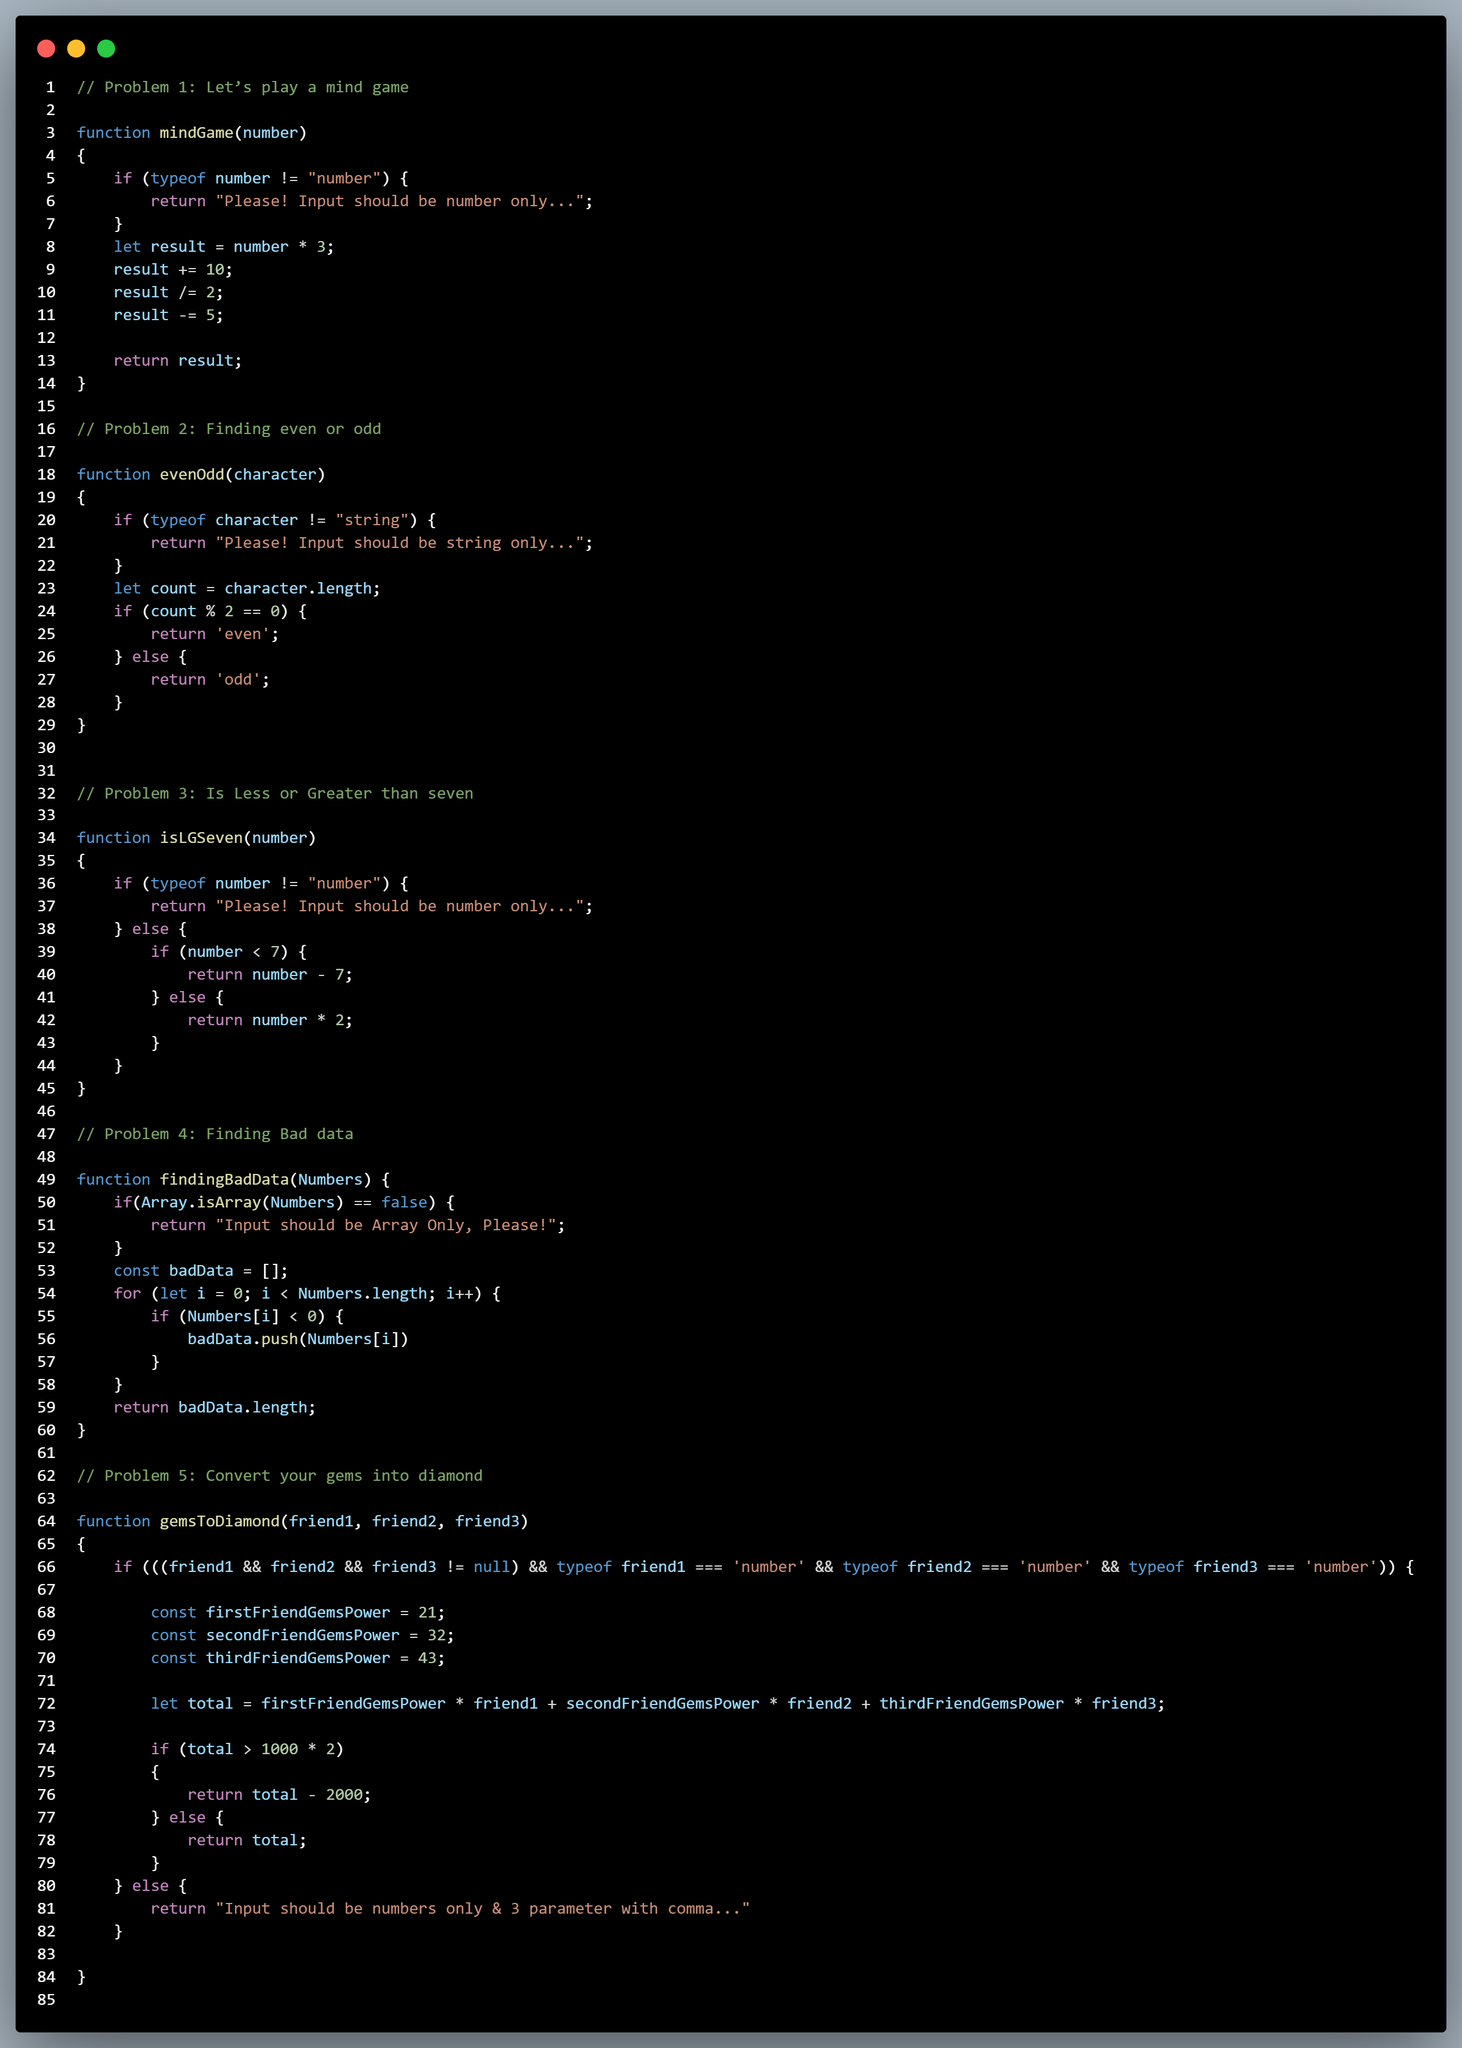 1 // Problem 1: Let’s play a mind game
2
3 function mindGame(number)
4 {
5     if (typeof number != "number") {
6         return "Please! Input should be number only...";
7     }
8     let result = number * 3;
9     result += 10;
10     result /= 2;
11     result -= 5;
12
13     return result;
14 }
15
16 // Problem 2: Finding even or odd
17
18 function evenOdd(character)
19 {
20     if (typeof character != "string") {
21         return "Please! Input should be string only...";
22     }
23     let count = character.length;
24     if (count % 2 == 0) {
25         return 'even';
26     } else {
27         return 'odd';
28     }
29 }
30
31
32 // Problem 3: Is Less or Greater than seven
33
34 function isLGSeven(number)
35 {
36     if (typeof number != "number") {
37         return "Please! Input should be number only...";
38     } else {
39         if (number < 7) {
40             return number - 7;
41         } else {
42             return number * 2;
43         }
44     }
45 }
46
47 // Problem 4: Finding Bad data
48
49 function findingBadData(Numbers) {
50     if(Array.isArray(Numbers) == false) {
51         return "Input should be Array Only, Please!";
52     }
53     const badData = [];
54     for (let i = 0; i < Numbers.length; i++) {
55         if (Numbers[i] < 0) {
56             badData.push(Numbers[i])
57         }
58     }
59     return badData.length;
60 }
61
62 // Problem 5: Convert your gems into diamond
63
64 function gemsToDiamond(friend1, friend2, friend3)
65 {
66     if (((friend1 && friend2 && friend3 != null) && typeof friend1 === 'number' && typeof friend2 === 'number' && typeof friend3 === 'number')) {
67
68         const firstFriendGemsPower = 21;
69         const secondFriendGemsPower = 32;
70         const thirdFriendGemsPower = 43;
71
72         let total = firstFriendGemsPower * friend1 + secondFriendGemsPower * friend2 + thirdFriendGemsPower * friend3;
73
74         if (total > 1000 * 2)
75         {
76             return total - 2000;
77         } else {
78             return total;
79         }
80     } else {
81         return "Input should be numbers only & 3 parameter with comma..."
82     }
83
84 }
85